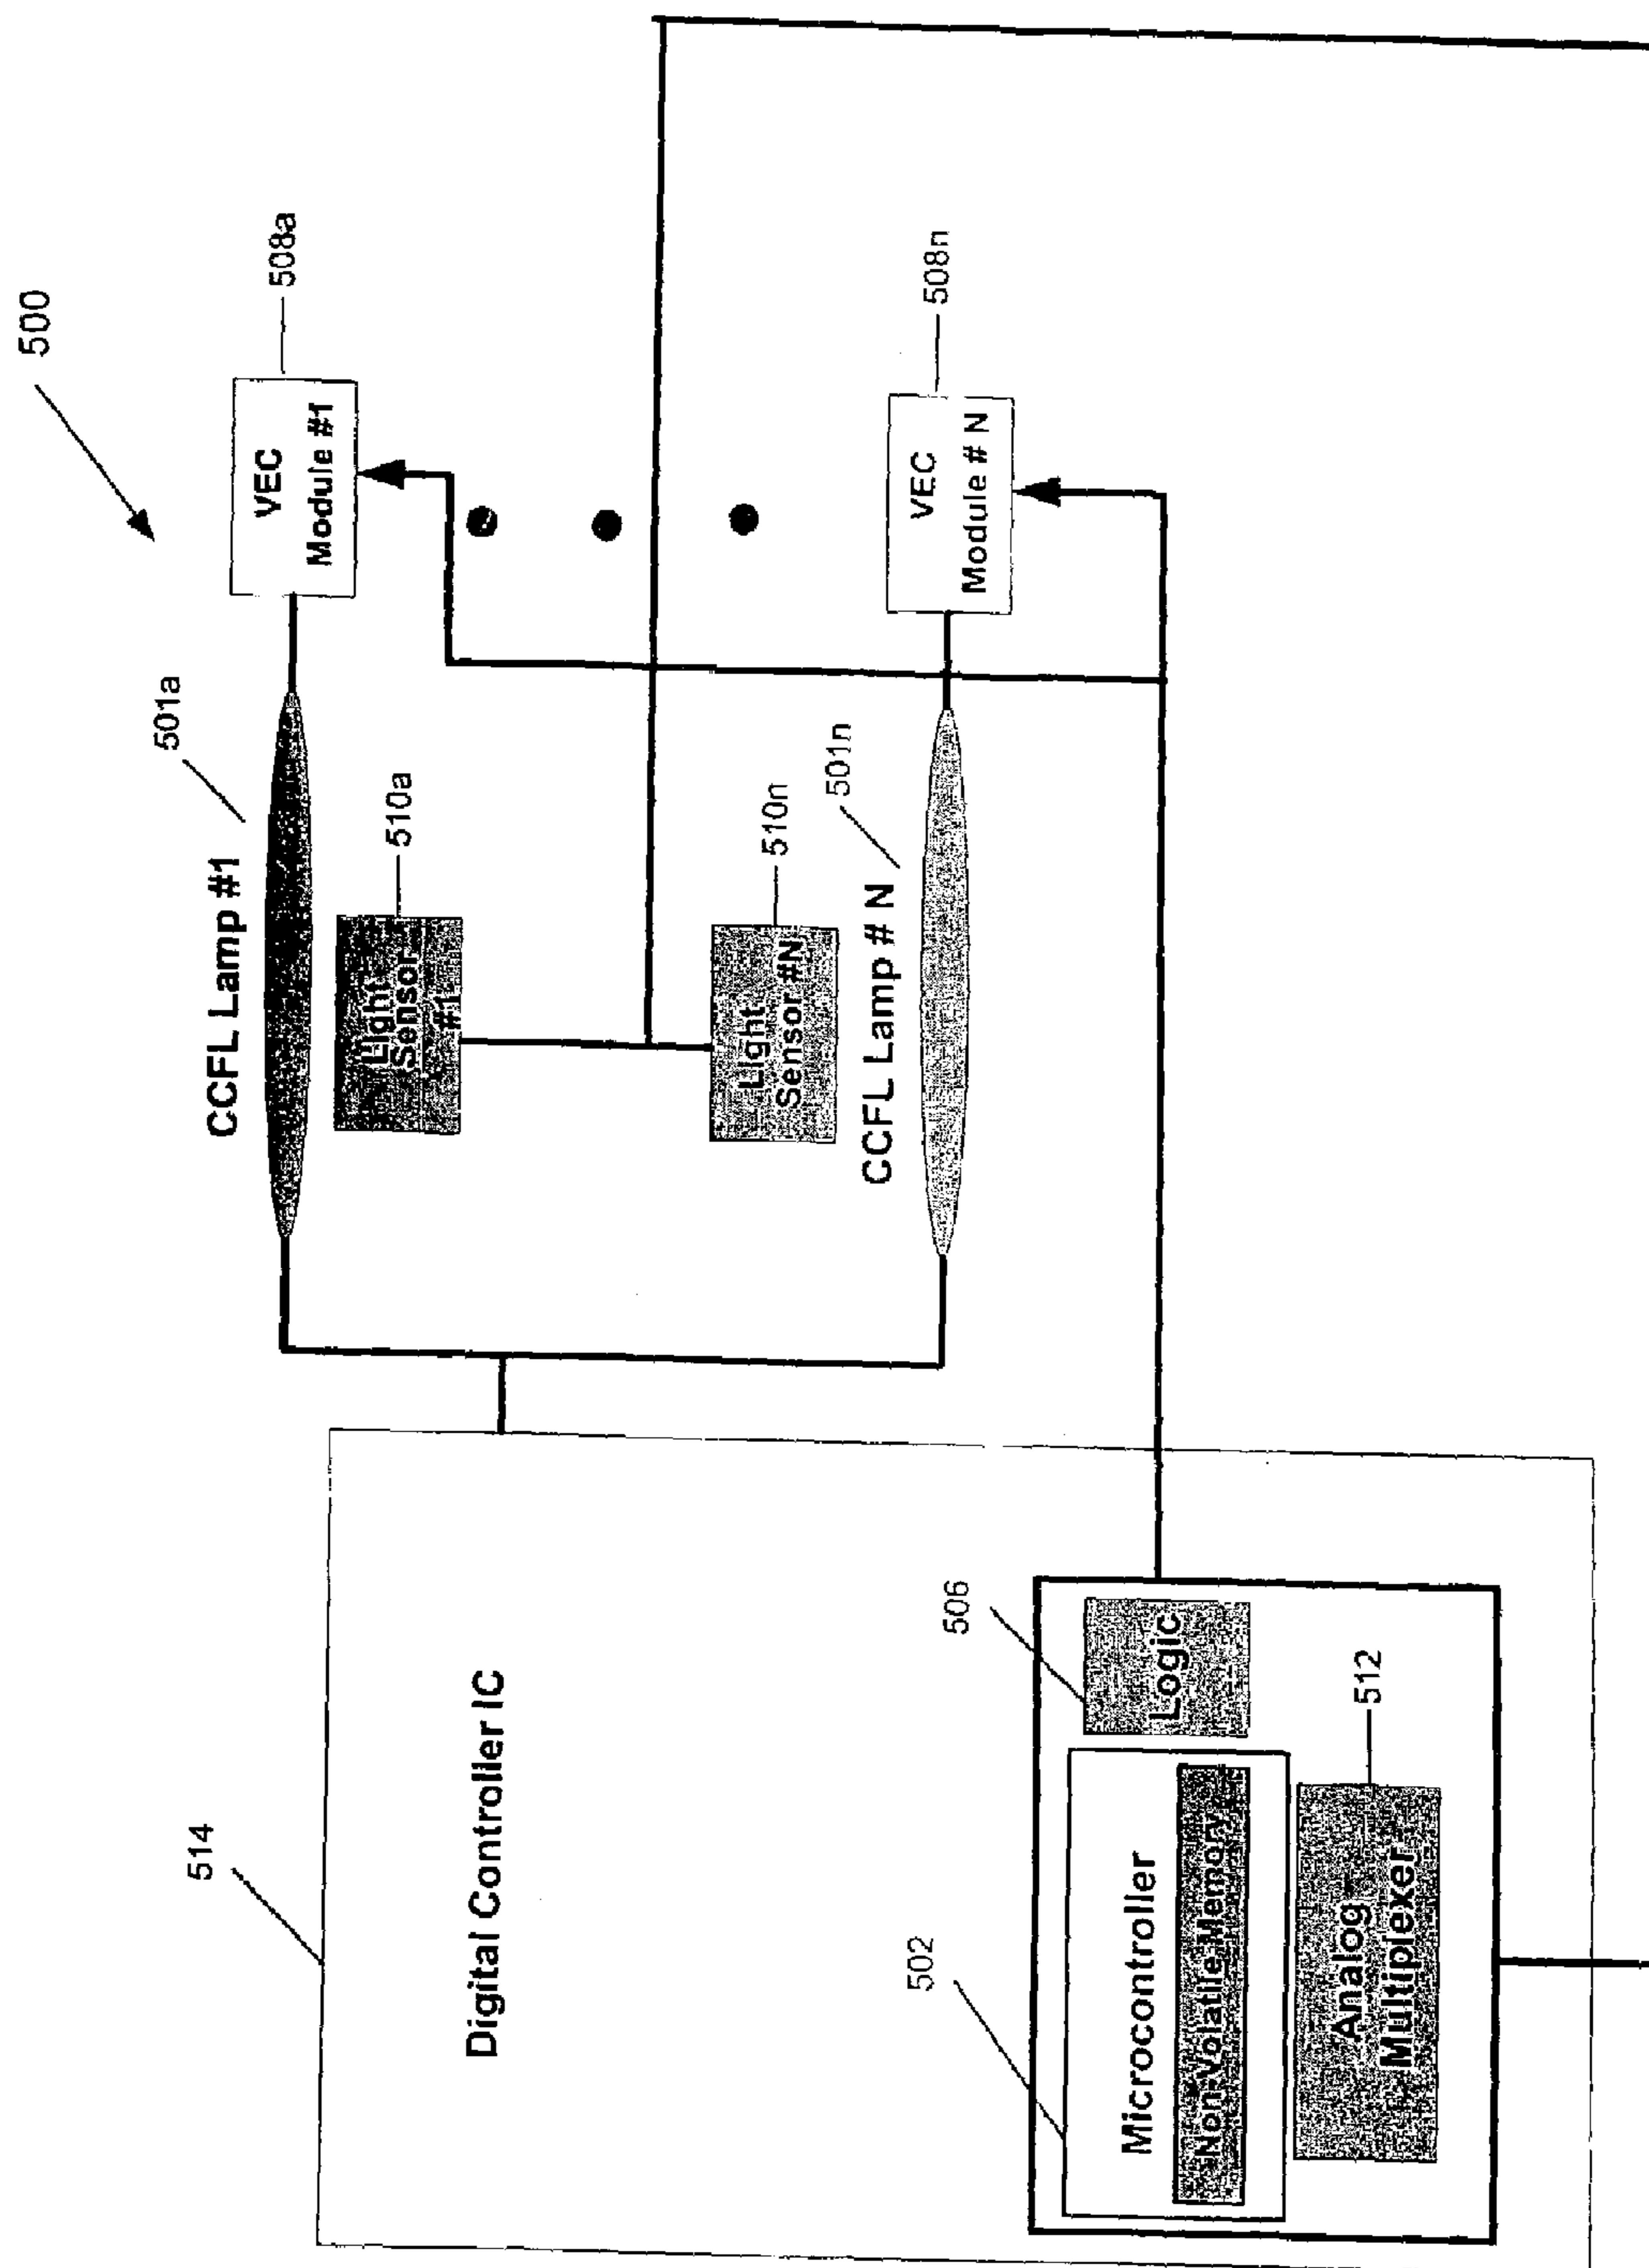 500
508a
VEC
Module #1
501a
CCFL Lamp #1
510a
Light
Sensor
#1
508n
VEC
Module # N
510n
Light
Sensor #N
501n
CCFL Lamp # N
514
Digital Controller IC
506
Logic
502
Microcontroller
Non-Volatile Memory
512
Analog
Multiplexer